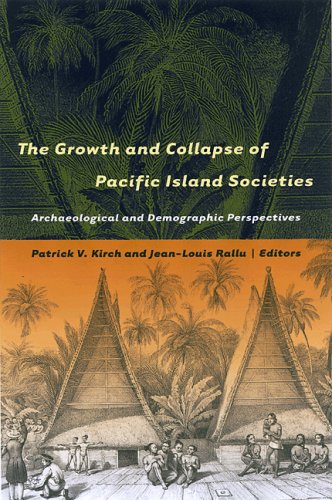 The Growth and Collapse of
Pacific Island Societies
Archaeological and Demographic Perspectives
Patrick V. Kirch and Jean-Louis Rallu | Editors